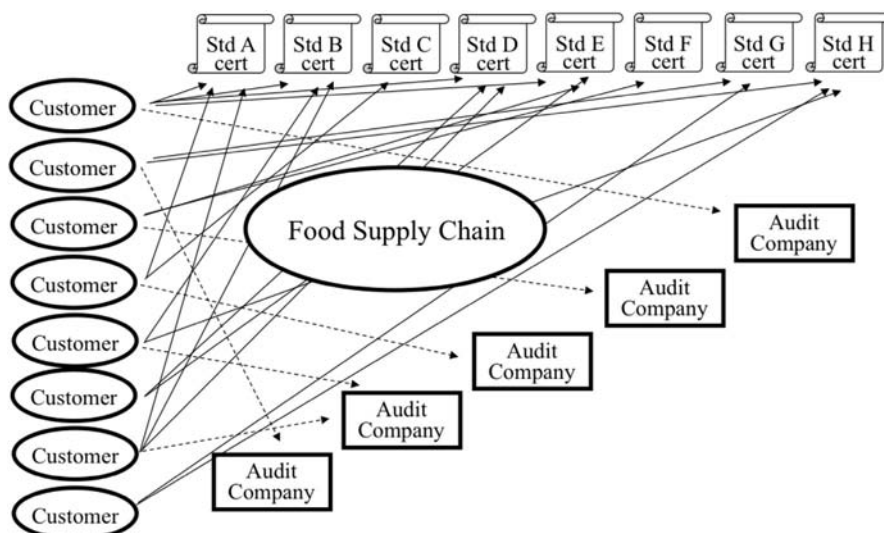 Std A
cert
Std B
cert
Std C
cert
Std D
cert
Std E
cert
Std F
cert
Std G
cert
Std H
cert
Customer
Customer
Customer
Customer
Customer
Customer
Customer
Customer
Food Supply Chain
Audit
Company
Audit
Company
Audit
Company
Audit
Company
Audit
Company